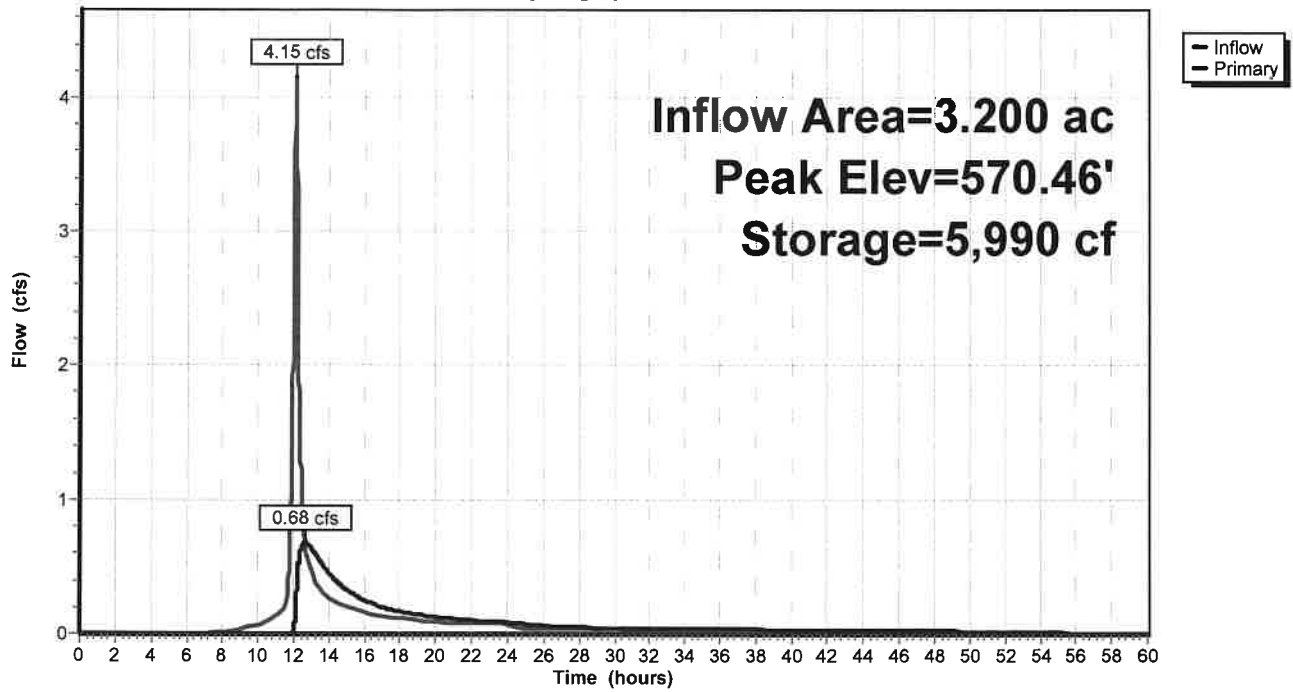 4.15 cfs
Inflow
Primary
Inflow Area=3.200 ac
Peak Elev=570.46'
Storage=5,990 cf
Flow (cfs)
4
3
2
1
0
0.68 cfs
0 2 4 6 8 10 12 14 16 18 20 22 24 26 28 30 32 34 36 38 40 42 44 46 48 50 52 54 56 58 60
Time (hours)